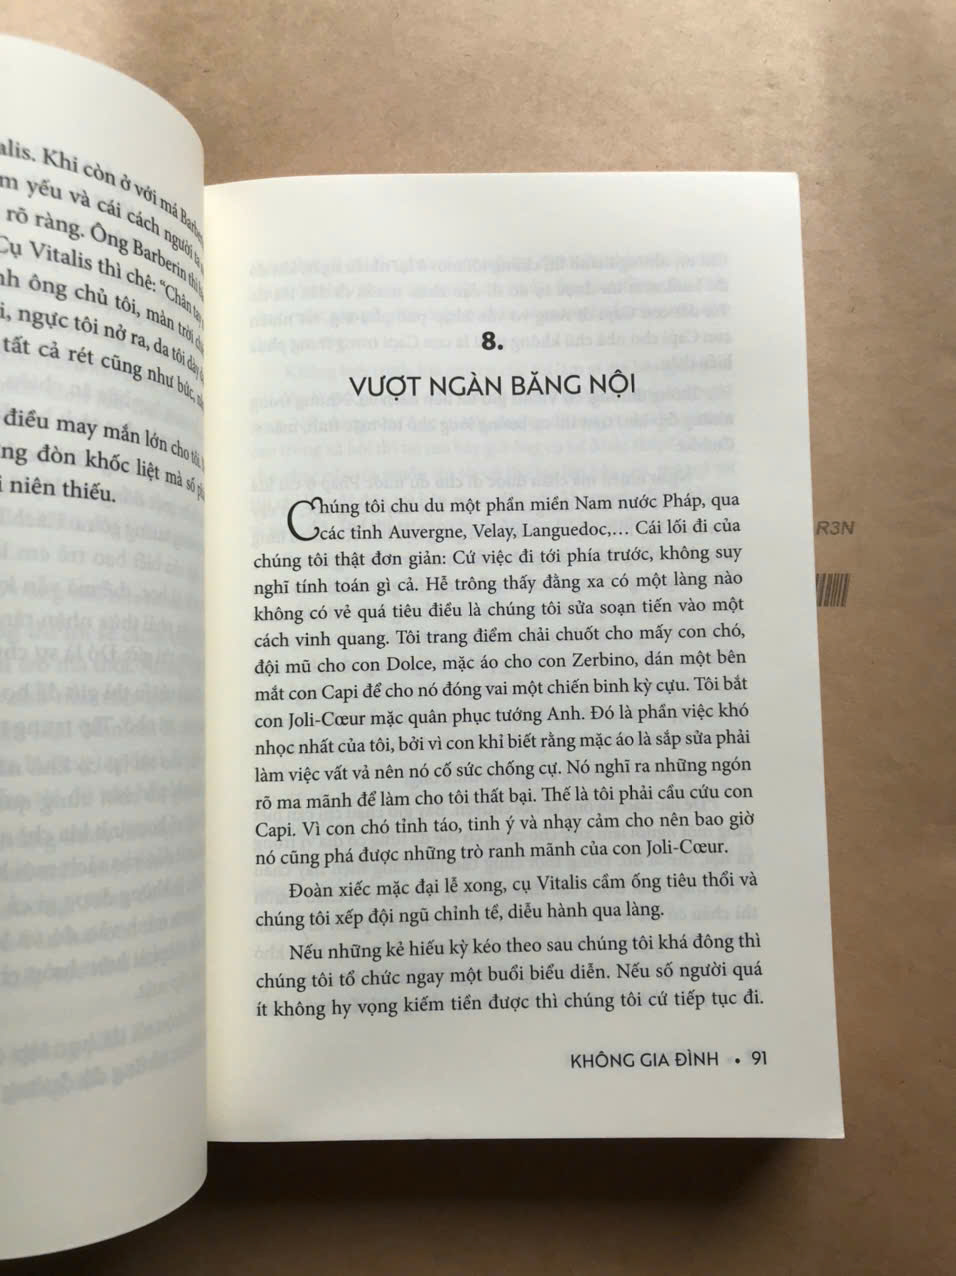 alis. Khi còn ở với má
yếu và cái cách người ta
rõ ràng. Ông Barberin thì
Cụ Vitalis thì chê: “Chân tay
ông chủ tôi, màn trời
ngực tôi nở ra, da tôi dày
tất cả rét cũng như bức,
điều may mắn lớn cho tôi,
đòn khốc liệt mà số
niên thiếu.
8.
VƯỢT NGÀN BĂNG NỘI
Chúng tôi chu du một phần miền Nam nước Pháp, qua
các tỉnh Auvergne, Velay, Languedoc,... Cái lối đi của
chúng tôi thật đơn giản: Cứ việc đi tới phía trước, không suy
nghĩ tính toán gì cả. Hễ trông thấy đằng xa có một làng nào
không có vẻ quá tiêu điều là chúng tôi sửa soạn tiến vào một
cách vinh quang. Tôi trang điểm chải chuốt cho mấy con chó,
đội mũ cho con Dolce, mặc áo cho con Zerbino, dán một bên
mắt con Capi để cho nó đóng vai một chiến binh kỳ cựu. Tôi bắt
con Joli-Cœur mặc quân phục tướng Anh. Đó là phần việc khó
nhọc nhất của tôi, bởi vì con khỉ biết rằng mặc áo là sắp sửa phải
làm việc vất vả nên nó cố sức chống cự. Nó nghĩ ra những ngón
rõ ma mãnh để làm cho tôi thất bại. Thế là tôi phải cầu cứu con
Capi. Vì con chó tỉnh táo, tinh ý và nhạy cảm cho nên bao giờ
nó cũng phá được những trò ranh mãnh của con Joli-Cœur.
Đoàn xiếc mặc đại lễ xong, cụ Vitalis cầm ống tiêu thổi và
chúng tôi xếp đội ngũ chỉnh tề, diễu hành qua làng.
Nếu những kẻ hiếu kỳ kéo theo sau chúng tôi khá đông thì
chúng tôi tổ chức ngay một buổi biểu diễn. Nếu số người quá
ít không hy vọng kiếm tiền được thì chúng tôi cứ tiếp tục đi.
KHÔNG GIA ĐÌNH • 91
R3N